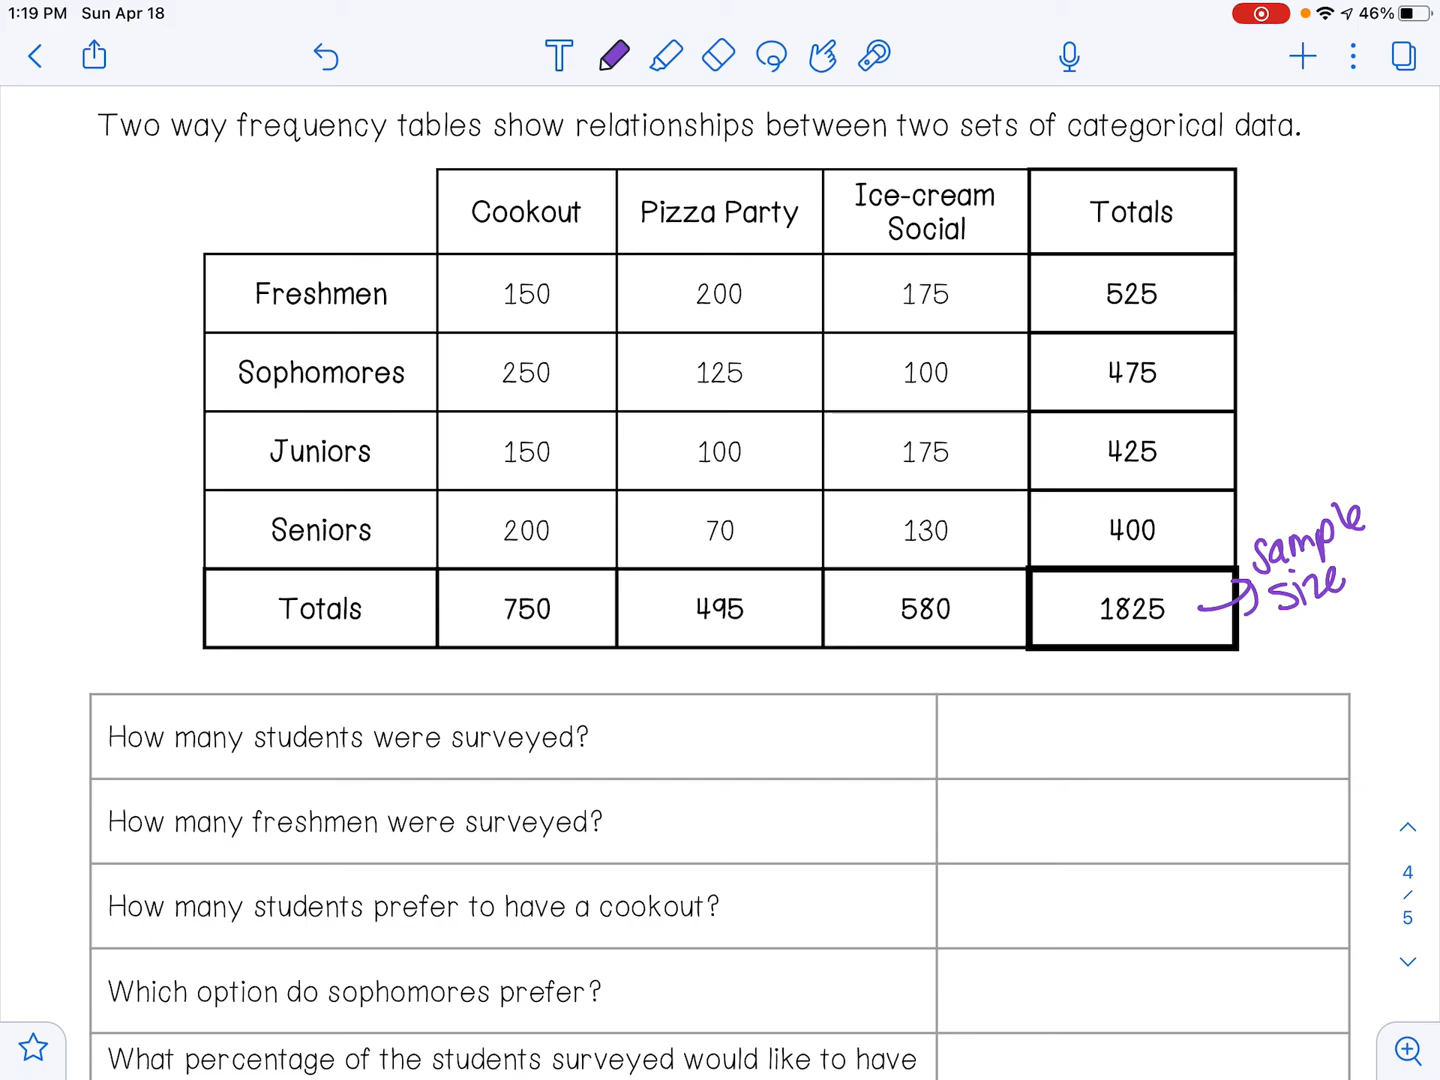 1:19 PM Sun Apr 18
46%
T
Two way frequency tables show relationships between two sets of categorical data.
Cookout Pizza Party Ice-cream Social Totals
Freshmen 150 200 175 525
Sophomores 250 125 100 475
Juniors 150 100 175 425
Seniors 200 70 130 400
Totals 750 495 580 1825
sample
size
How many students were surveyed?
How many freshmen were surveyed?
How many students prefer to have a cookout?
Which option do sophomores prefer?
What percentage of the students surveyed would like to have
4
/
5